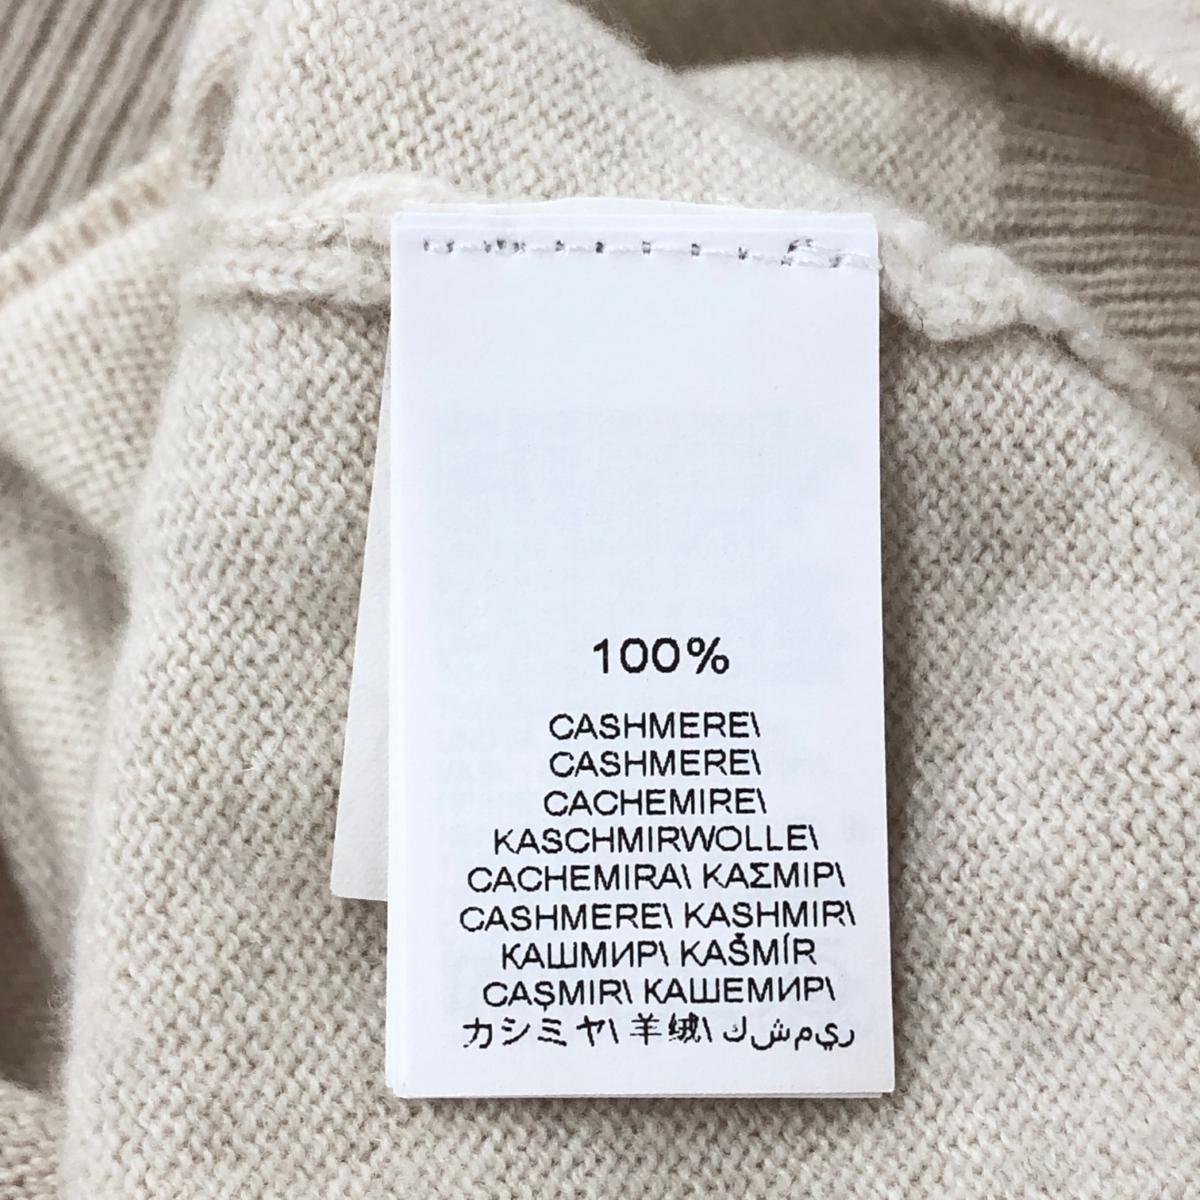 100%
CASHMERE\
CASHMERE\
CACHEMIRE\
KASCHMIRWOLLE\
CACHEMIRA\ ΚΑΣΜΙΡ\
CASHMERE\ KASHMIR\
КАШМИР\ KAŠMÍR
CAŞMIR\ КАШЕМИР\
カシミヤ\ 羊绒\ كشمير